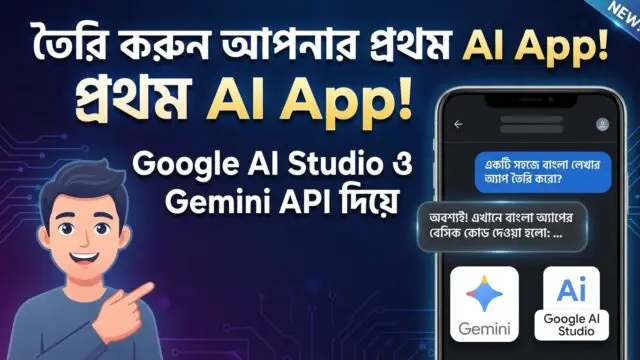 NEW!
তৈরি করুন আপনার প্রথম AI App!
প্রথম AI App!
Google AI Studio ও
Gemini API দিয়ে
একটি সহজে বাংলা লেখার
অ্যাপ তৈরি করো?
অবশ্যই! এখানে বাংলা অ্যাপের
বেসিক কোড দেওয়া হলো: ...
Gemini
Ai
Google AI
Studio